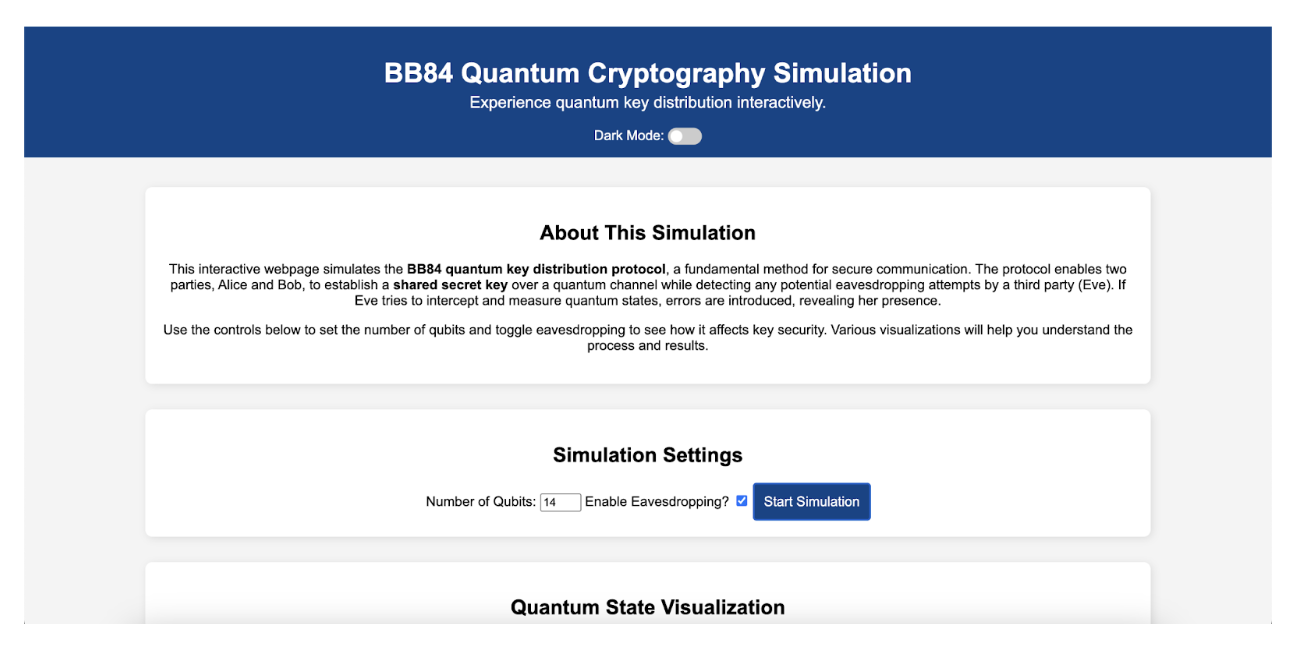 BB84 Quantum Cryptography Simulation
Experience quantum key distribution interactively.
Dark Mode:
About This Simulation
This interactive webpage simulates the BB84 quantum key distribution protocol, a fundamental method for secure communication. The protocol enables two
parties, Alice and Bob, to establish a shared secret key over a quantum channel while detecting any potential eavesdropping attempts by a third party (Eve). If
Eve tries to intercept and measure quantum states, errors are introduced, revealing her presence.
Use the controls below to set the number of qubits and toggle eavesdropping to see how it affects key security. Various visualizations will help you understand the
process and results.
Simulation Settings
Number of Qubits: 14 Enable Eavesdropping? Start Simulation
Quantum State Visualization